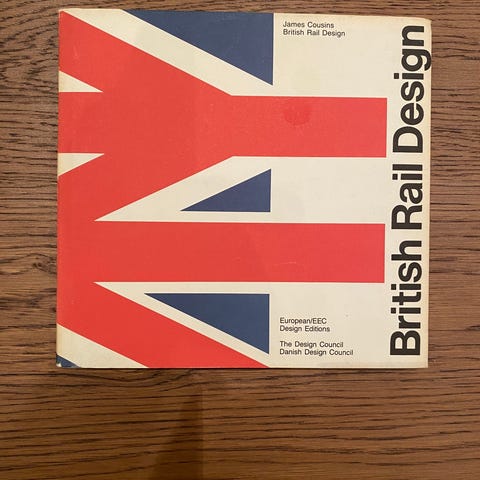 James Cousins
British Rail Design
British Rail Design
European/EEC
Design Editions
The Design Council
Danish Design Council